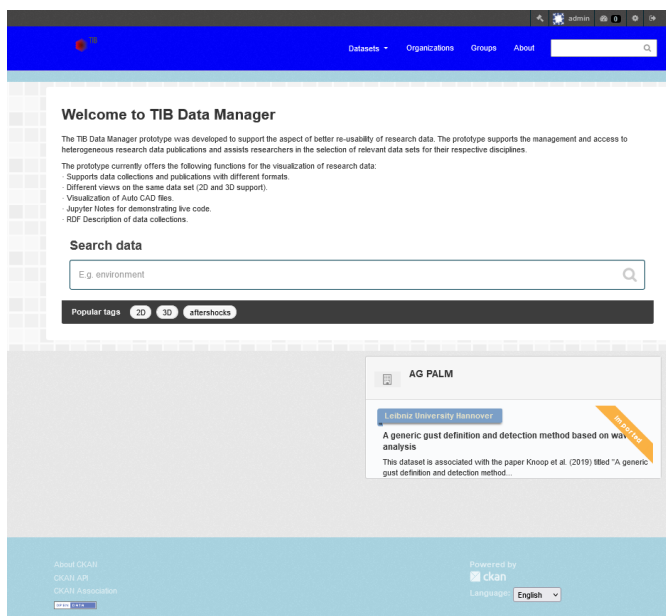 admin 0
TIB
Datasets Organizations Groups About
Welcome to TIB Data Manager
The TIB Data Manager prototype was developed to support the aspect of better re-usability of research data. The prototype supports the management and access to
heterogeneous research data publications and assists researchers in the selection of relevant data sets for their respective disciplines.
The prototype currently offers the following functions for the visualization of research data:
· Supports data collections and publications with different formats.
· Different views on the same data set (2D and 3D support).
· Visualization of Auto CAD files.
· Jupyter Notes for demonstrating live code.
· RDF Description of data collections.
Search data
E.g. environment
Popular tags 2D 3D aftershocks
AG PALM
Leibniz University Hannover
Imported
A generic gust definition and detection method based on
analysis
This dataset is associated with the paper Knoop et al. (2019) titled "A generic
gust definition and detection method...
About CKAN
CKAN API
CKAN Association
OPEN DATA
Powered by
ckan
Language: English